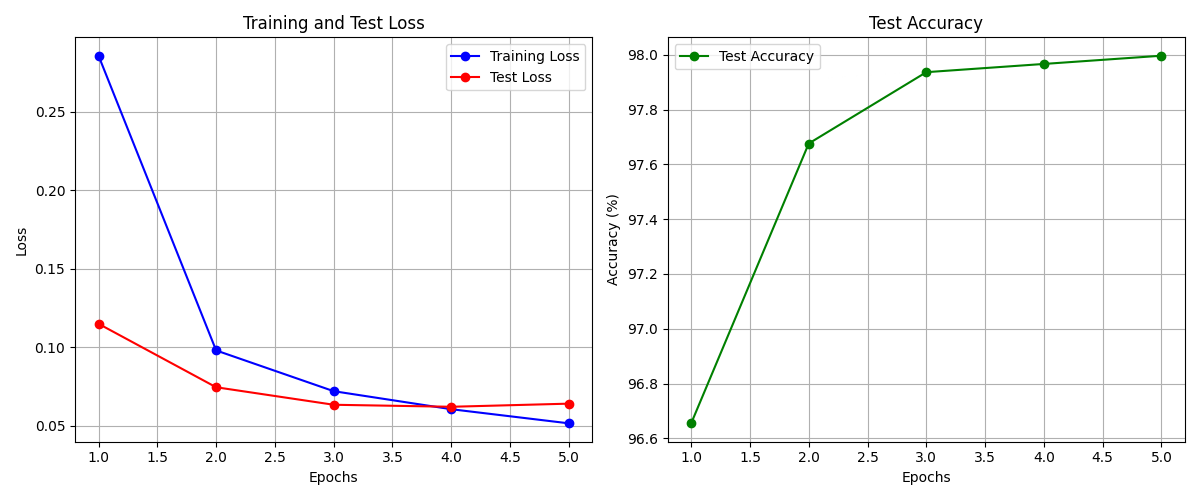 Training and Test Loss
Training Loss
Test Loss
Loss
0.25
0.20
0.15
0.10
0.05
1.0 1.5 2.0 2.5 3.0 3.5 4.0 4.5 5.0
Epochs
Test Accuracy
Test Accuracy
Accuracy (%)
98.0
97.8
97.6
97.4
97.2
97.0
96.8
96.6
1.0 1.5 2.0 2.5 3.0 3.5 4.0 4.5 5.0
Epochs